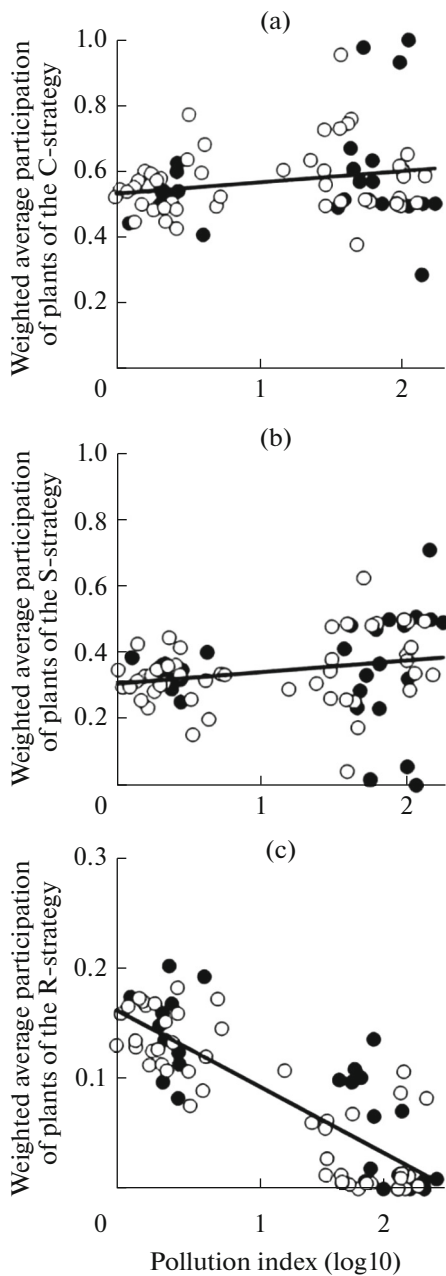 (a)
Weighted average participation
of plants of the C-strategy
1.0
0.8
0.6
0.4
0.2
0
1
2
(b)
Weighted average participation
of plants of the S-strategy
1.0
0.8
0.6
0.4
0.2
0
1
2
(c)
Weighted average participation
of plants of the R-strategy
0.3
0.2
0.1
0
1
2
Pollution index (log10)